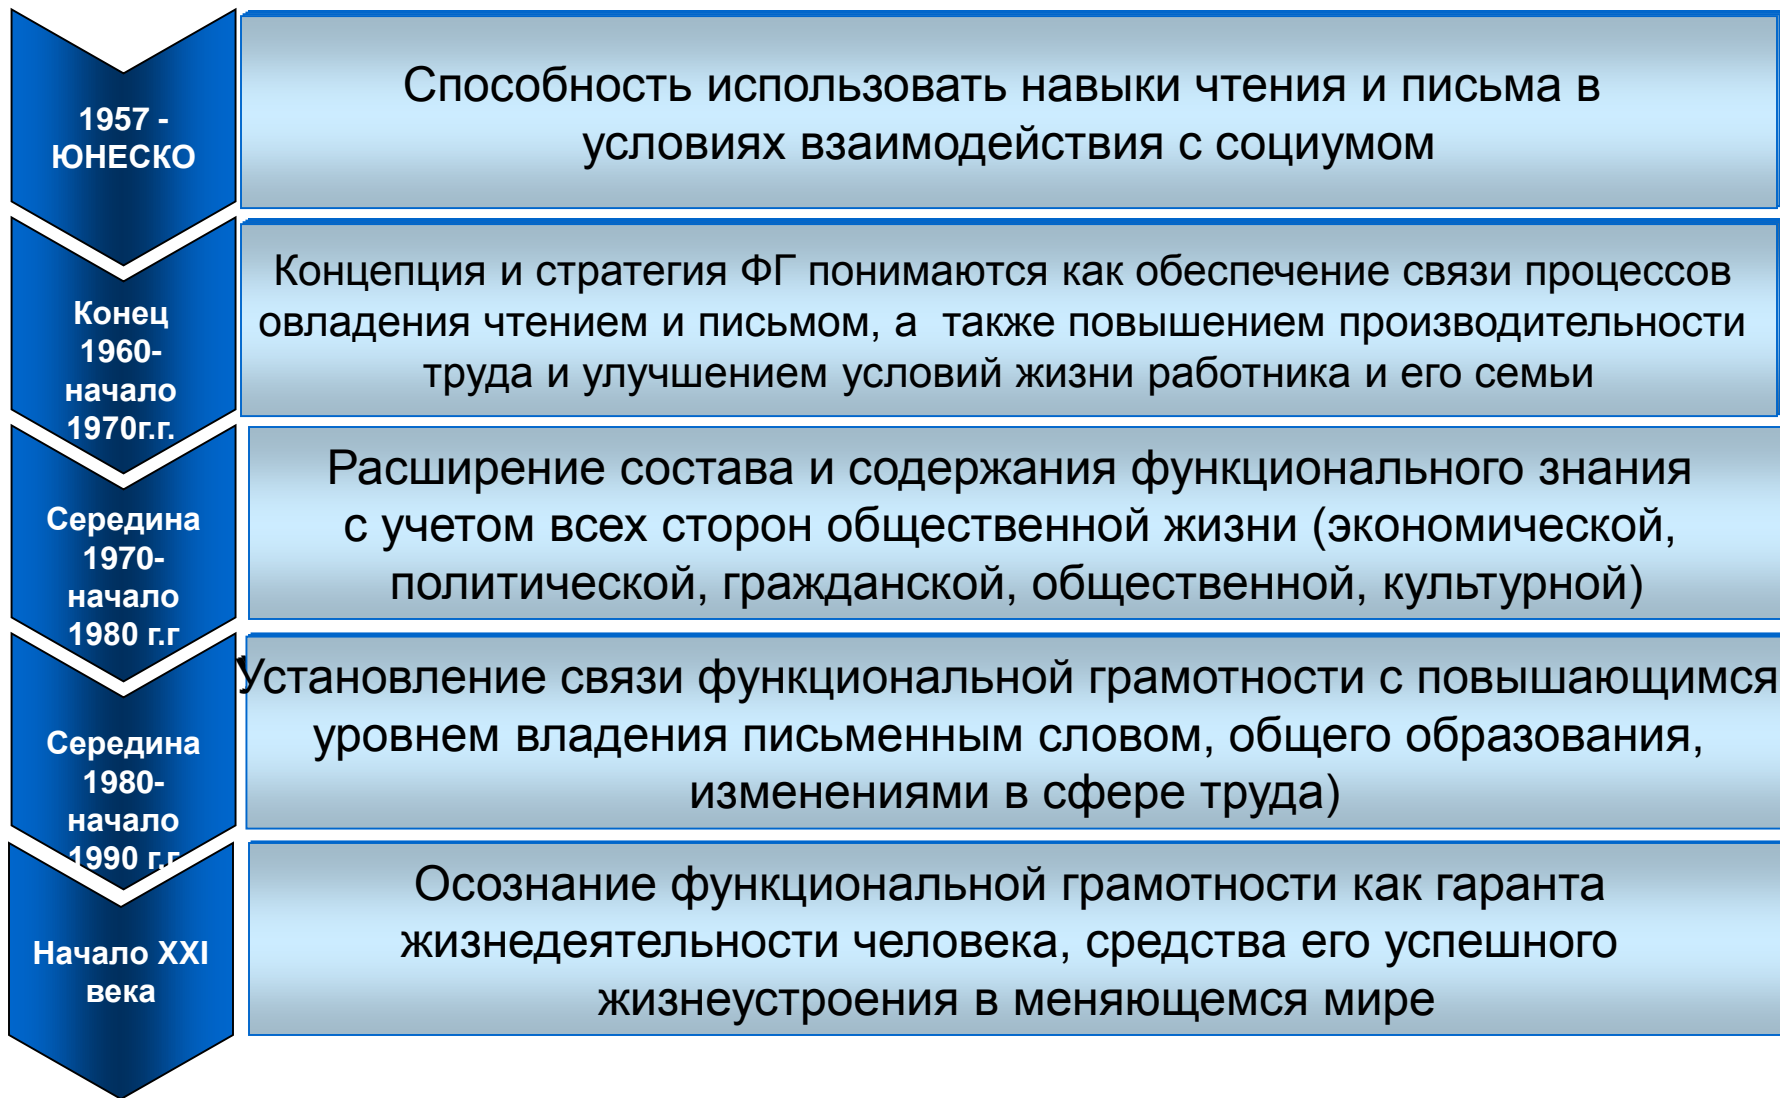 1957 -
ЮНЕСКО
Способность использовать навыки чтения и письма в
условиях взаимодействия с социумом
Конец
1960-
начало
1970г.г.
Концепция и стратегия ФГ понимаются как обеспечение связи процессов
овладения чтением и письмом, а  также повышением производительности
труда и улучшением условий жизни работника и его семьи
Середина
1970-
начало
1980 г.г
Расширение состава и содержания функционального знания
с учетом всех сторон общественной жизни (экономической,
политической, гражданской, общественной, культурной)
Середина
1980-
начало
1990 г.г
Установление связи функциональной грамотности с повышающимся
уровнем владения письменным словом, общего образования,
изменениями в сфере труда)
Начало XXI
века
Осознание функциональной грамотности как гаранта
жизнедеятельности человека, средства его успешного
жизнеустроения в меняющемся мире